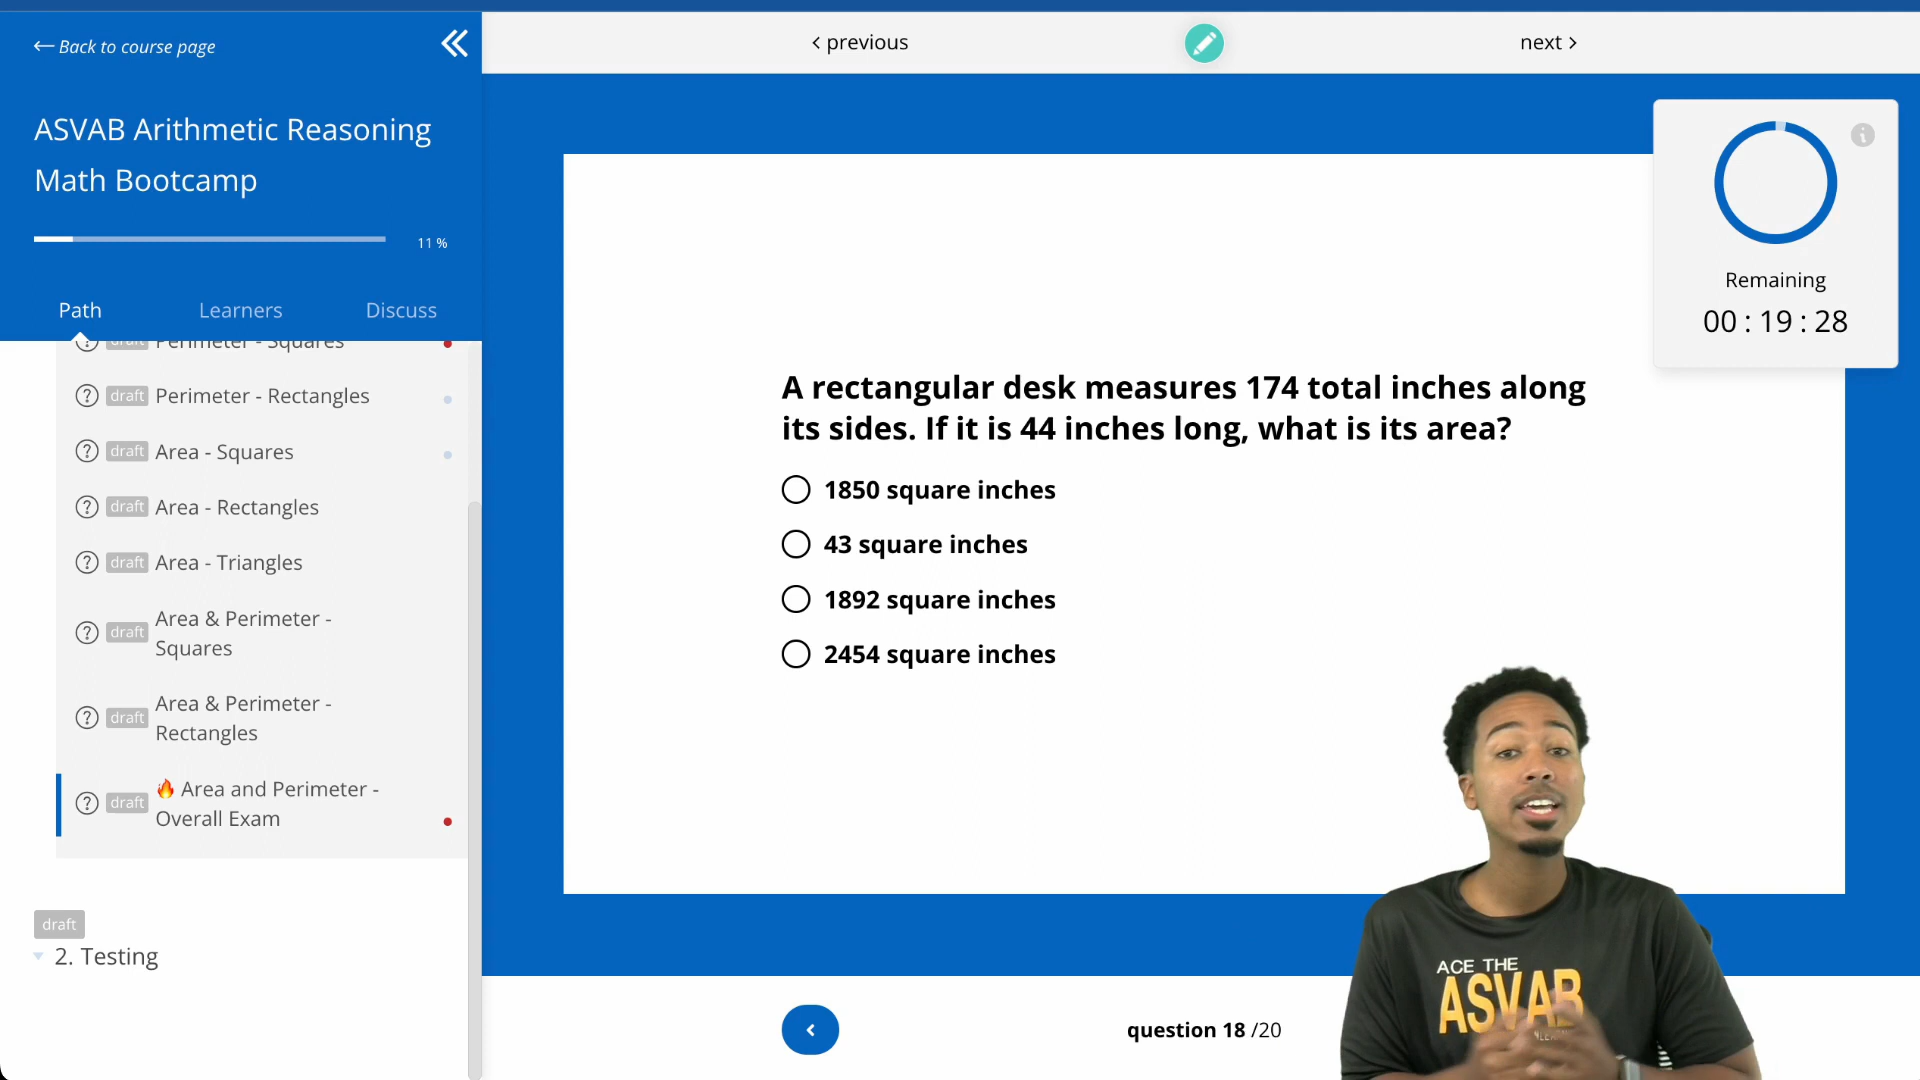 Back to course page
ASVAB Arithmetic Reasoning
Math Bootcamp
11 %
Path
Learners
Discuss
draft Perimeter - Squares
draft Perimeter - Rectangles
draft Area - Squares
draft Area - Rectangles
draft Area - Triangles
draft Area & Perimeter -
Squares
draft Area & Perimeter -
Rectangles
draft 🔥 Area and Perimeter -
Overall Exam
draft
2. Testing
previous
next
Remaining
00 : 19 : 28
A rectangular desk measures 174 total inches along
its sides. If it is 44 inches long, what is its area?
1850 square inches
43 square inches
1892 square inches
2454 square inches
question 18 /20
ACE THE
ASVAB